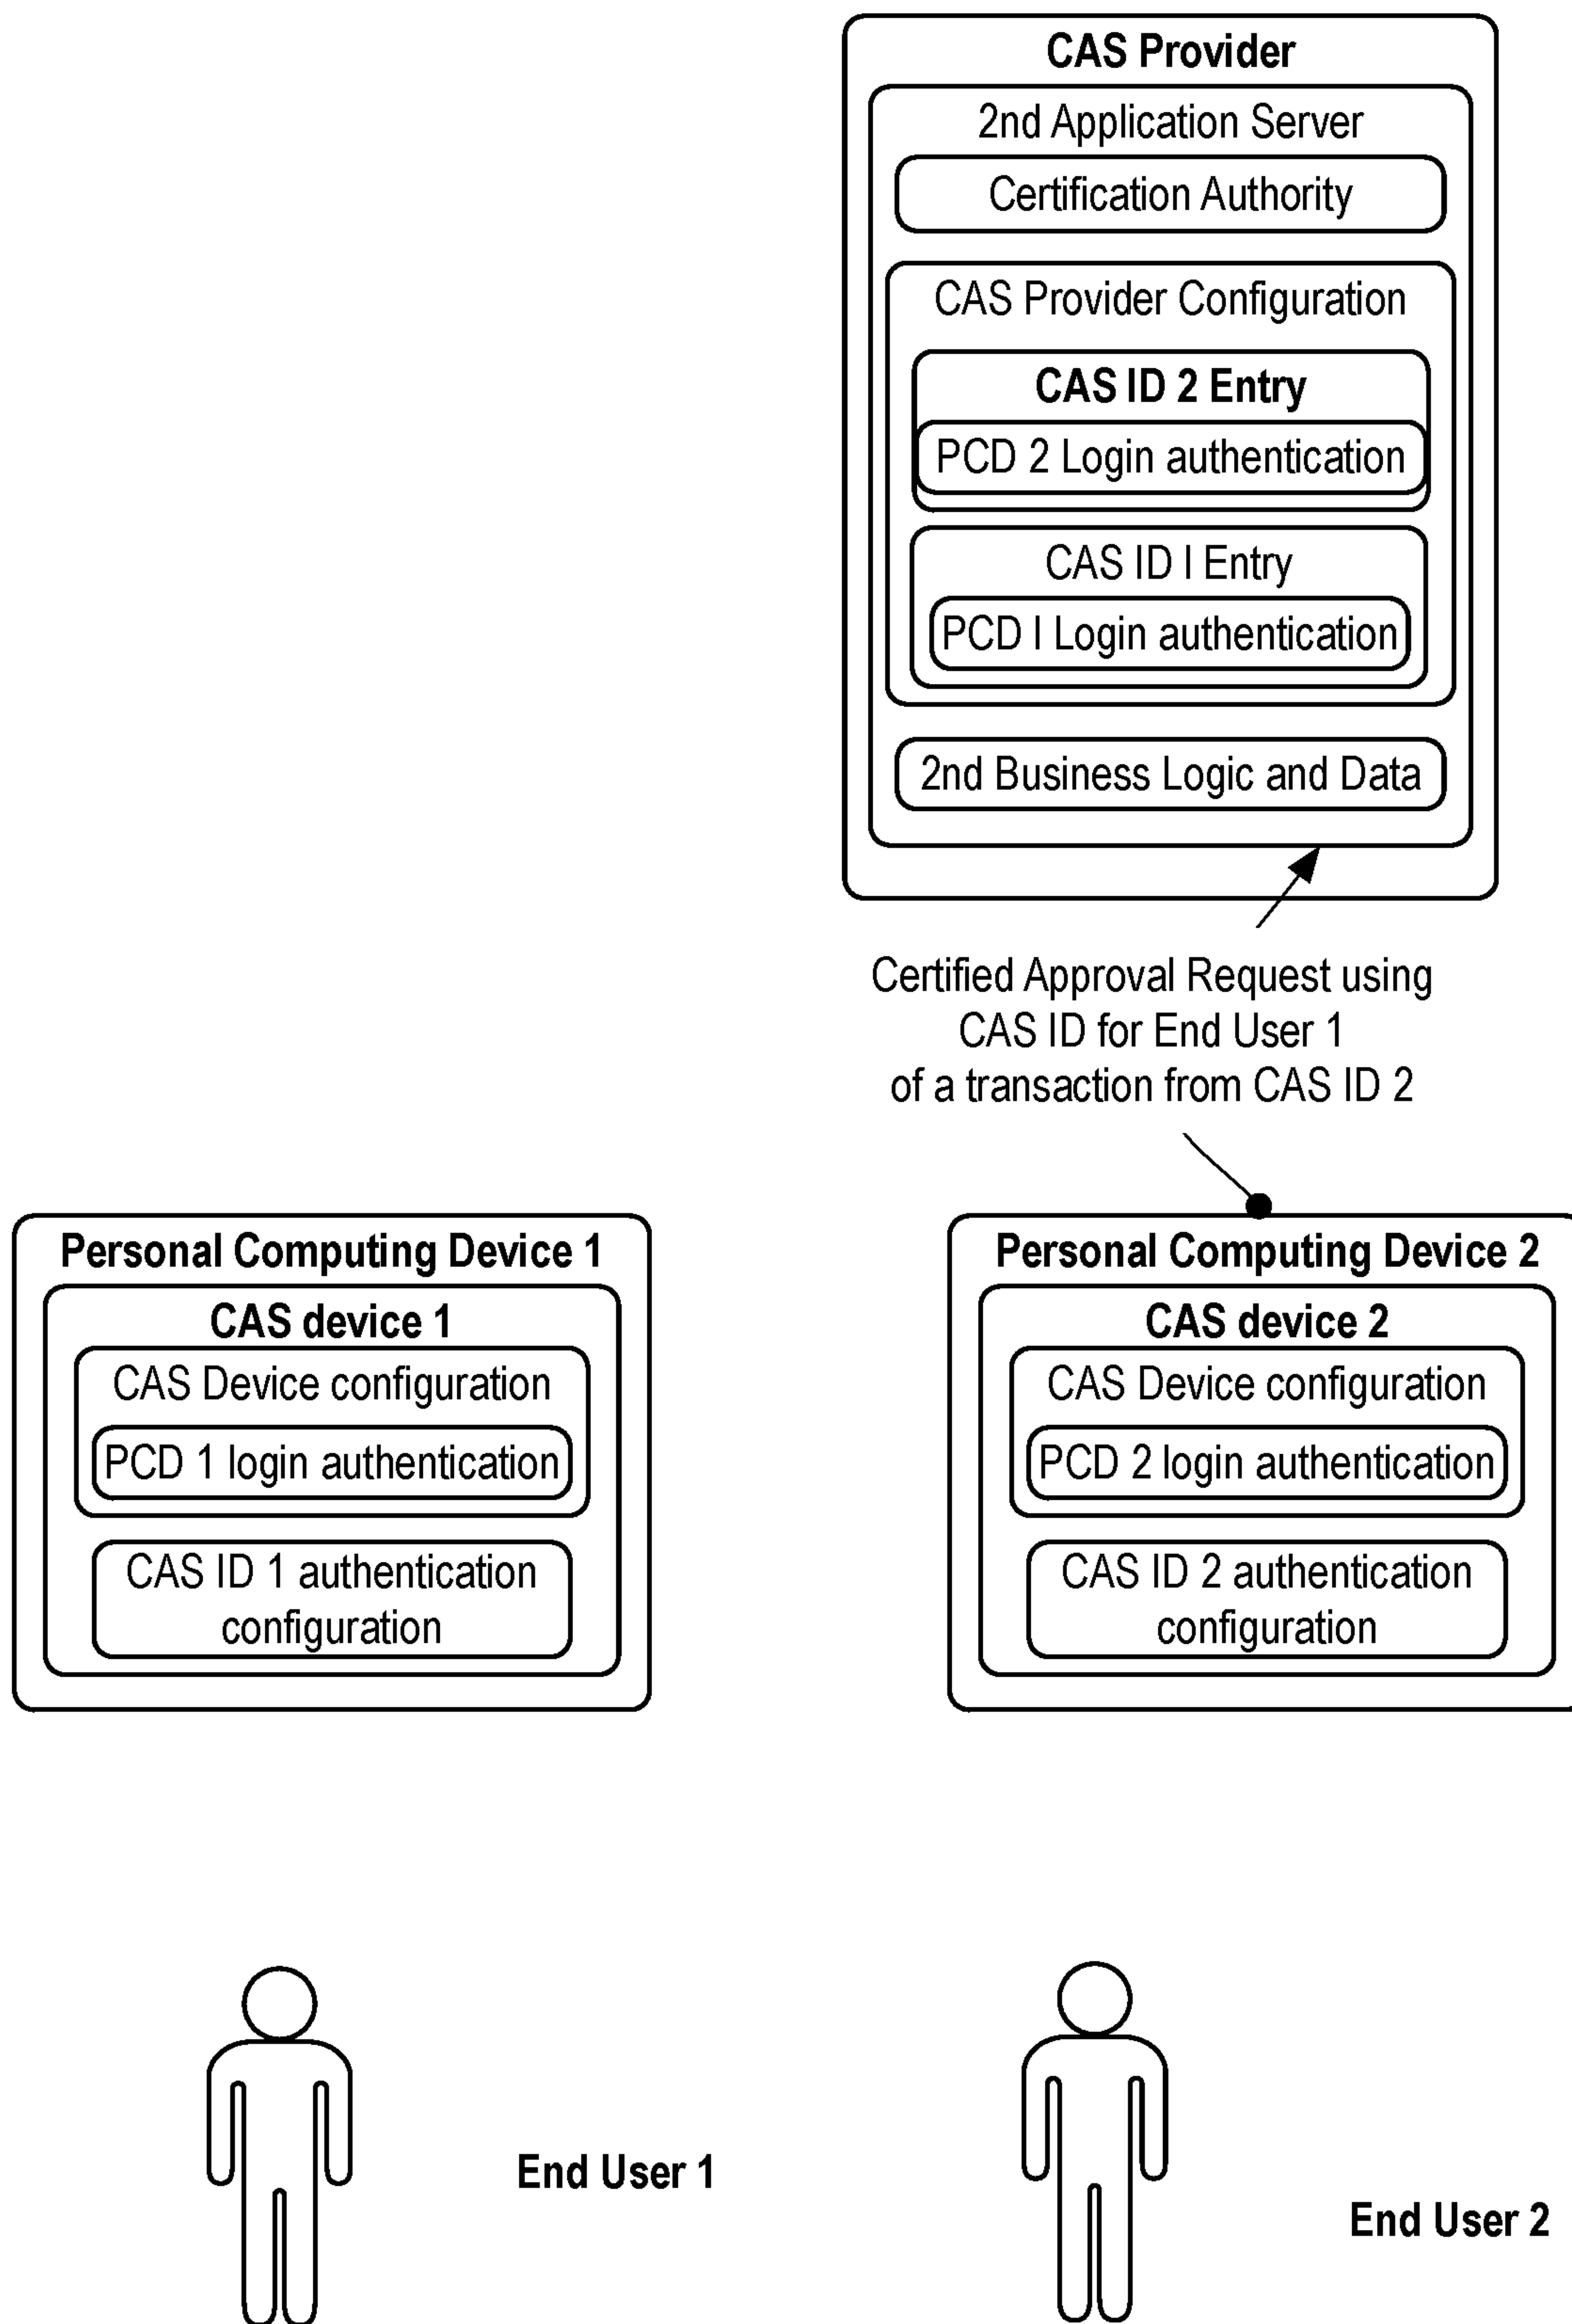 CAS Provider
2nd Application Server
Certification Authority
CAS Provider Configuration
CAS ID 2 Entry
PCD 2 Login authentication
CAS ID I Entry
PCD I Login authentication
2nd Business Logic and Data
Certified Approval Request using
CAS ID for End User 1
of a transaction from CAS ID 2
Personal Computing Device 1
CAS device 1
CAS Device configuration
PCD 1 login authentication
CAS ID 1 authentication
configuration
Personal Computing Device 2
CAS device 2
CAS Device configuration
PCD 2 login authentication
CAS ID 2 authentication
configuration
End User 1
End User 2